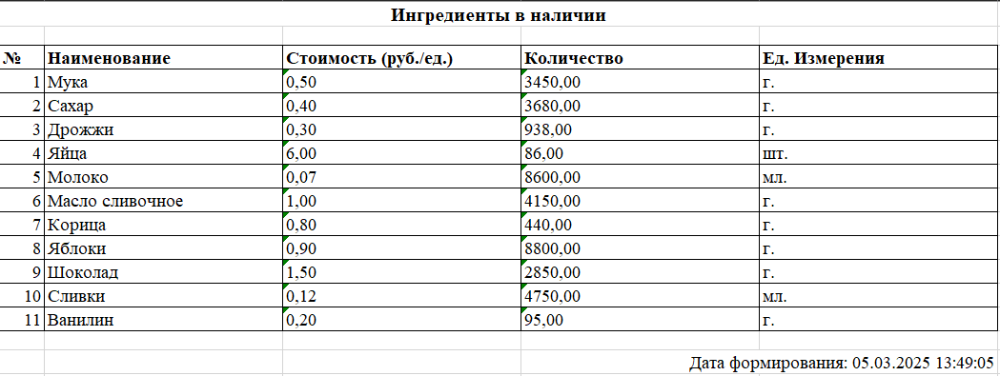 Ингредиенты в наличии
№ Наименование Стоимость (руб./ед.) Количество Ед. Измерения
1 Мука 0,50 3450,00 г.
2 Сахар 0,40 3680,00 г.
3 Дрожжи 0,30 938,00 г.
4 Яйца 6,00 86,00 шт.
5 Молоко 0,07 8600,00 мл.
6 Масло сливочное 1,00 4150,00 г.
7 Корица 0,80 440,00 г.
8 Яблоки 0,90 8800,00 г.
9 Шоколад 1,50 2850,00 г.
10 Сливки 0,12 4750,00 мл.
11 Ванилин 0,20 95,00 г.
Дата формирования: 05.03.2025 13:49:05